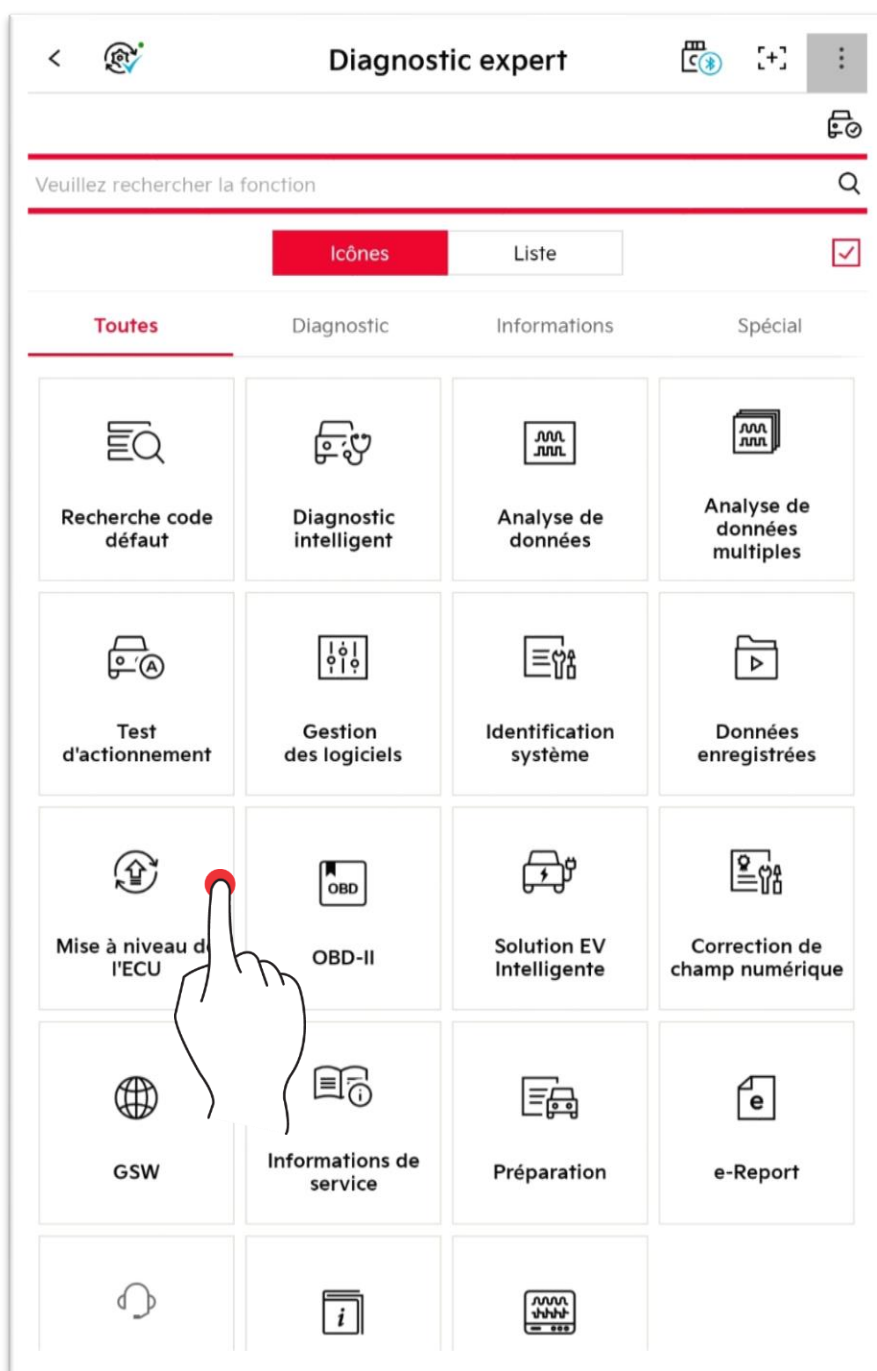 Diagnostic expert
Veuillez rechercher la fonction
Icônes Liste
Toutes Diagnostic Informations Spécial
Recherche code
défaut
Diagnostic
intelligent
Analyse de
données
Analyse de
données
multiples
Test
d'actionnement
Gestion
des logiciels
Identification
système
Données
enregistrées
Mise à niveau de
l'ECU
OBD
OBD-II
Solution EV
Intelligente
Correction de
champ numérique
GSW
Informations de
service
Préparation
e
e-Report
i